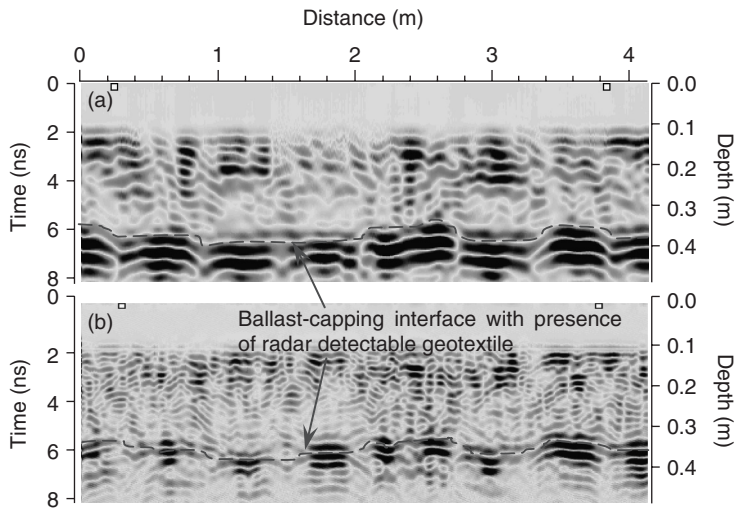 Distance (m)
0 1 2 3 4
(a)
Time (ns)
0
2
4
6
8
Depth (m)
0.0
0.1
0.2
0.3
0.4
(b)
Time (ns)
0
2
4
6
8
Depth (m)
0.0
0.1
0.2
0.3
0.4
Ballast-capping interface with presence
of radar detectable geotextile